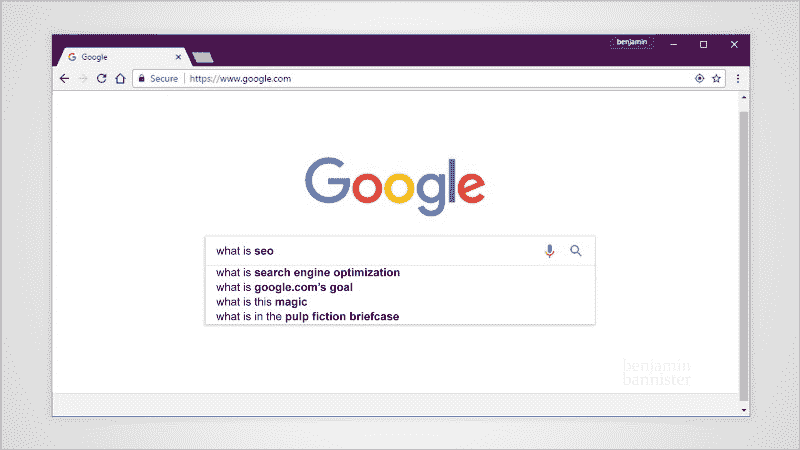 benjamin
Google
Secure https://www.google.com
Google
what is seo
what is search engine optimization
what is google.com's goal
what is this magic
what is in the pulp fiction briefcase
benjamin
bannister